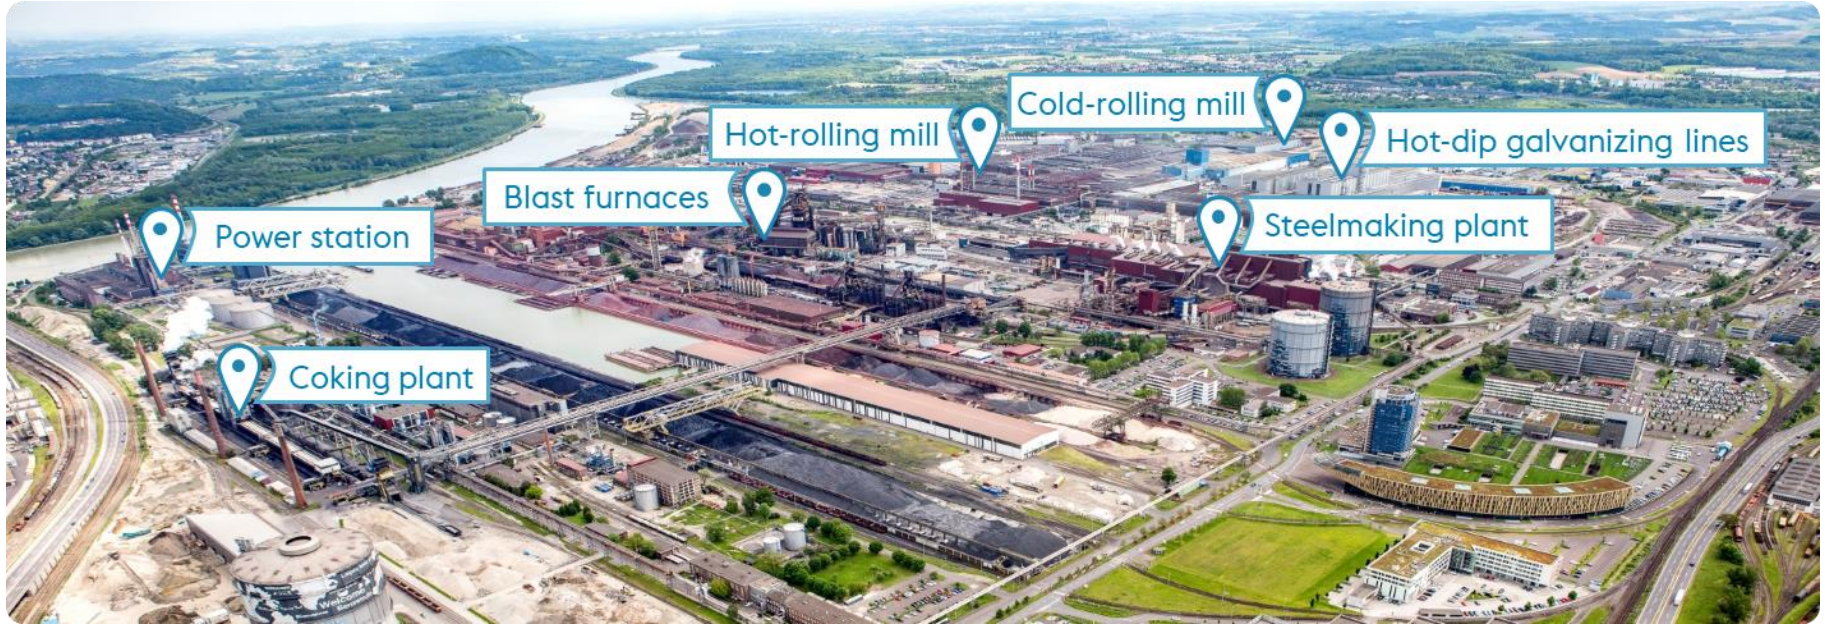 Cold-rolling mill
Hot-rolling mill
Hot-dip galvanizing lines
Blast furnaces
Steelmaking plant
Power station
Coking plant
Welcome